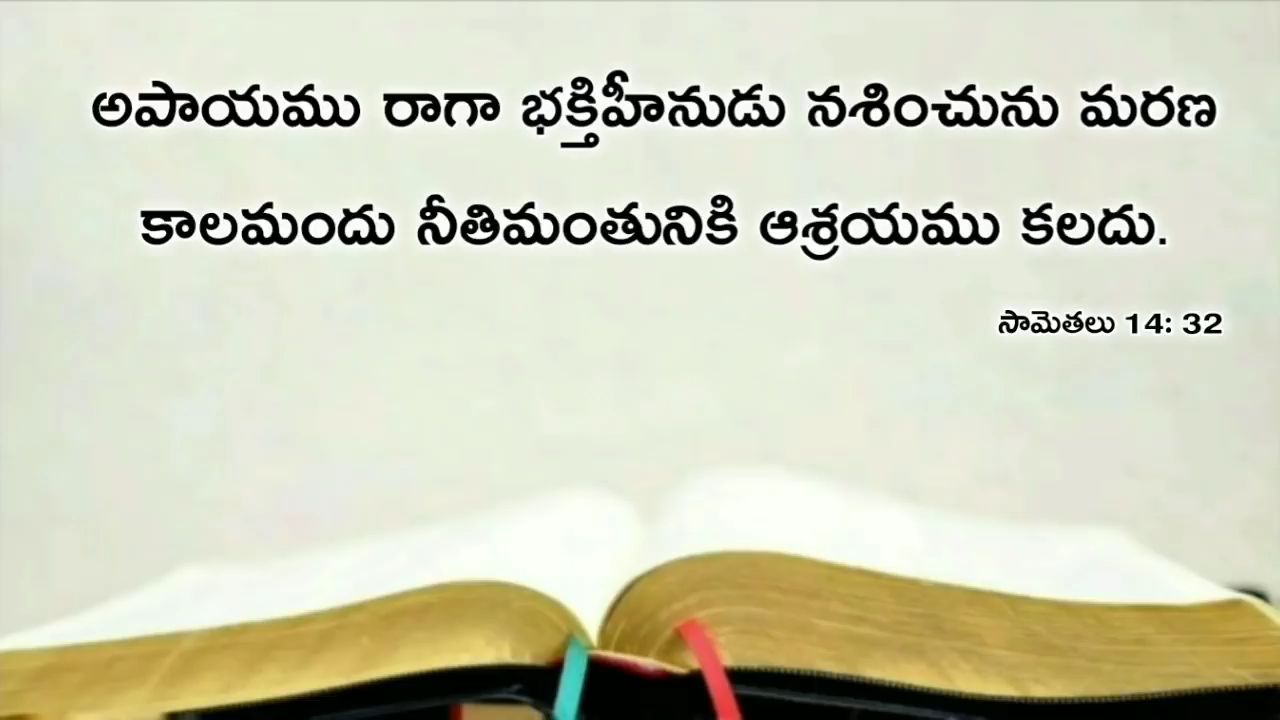 అపాయము రాగా భక్తిహీనుడు నశించును మరణ
కాలమందు నీతిమంతునికి ఆశ్రయము కలదు.
సామెతలు 14: 32